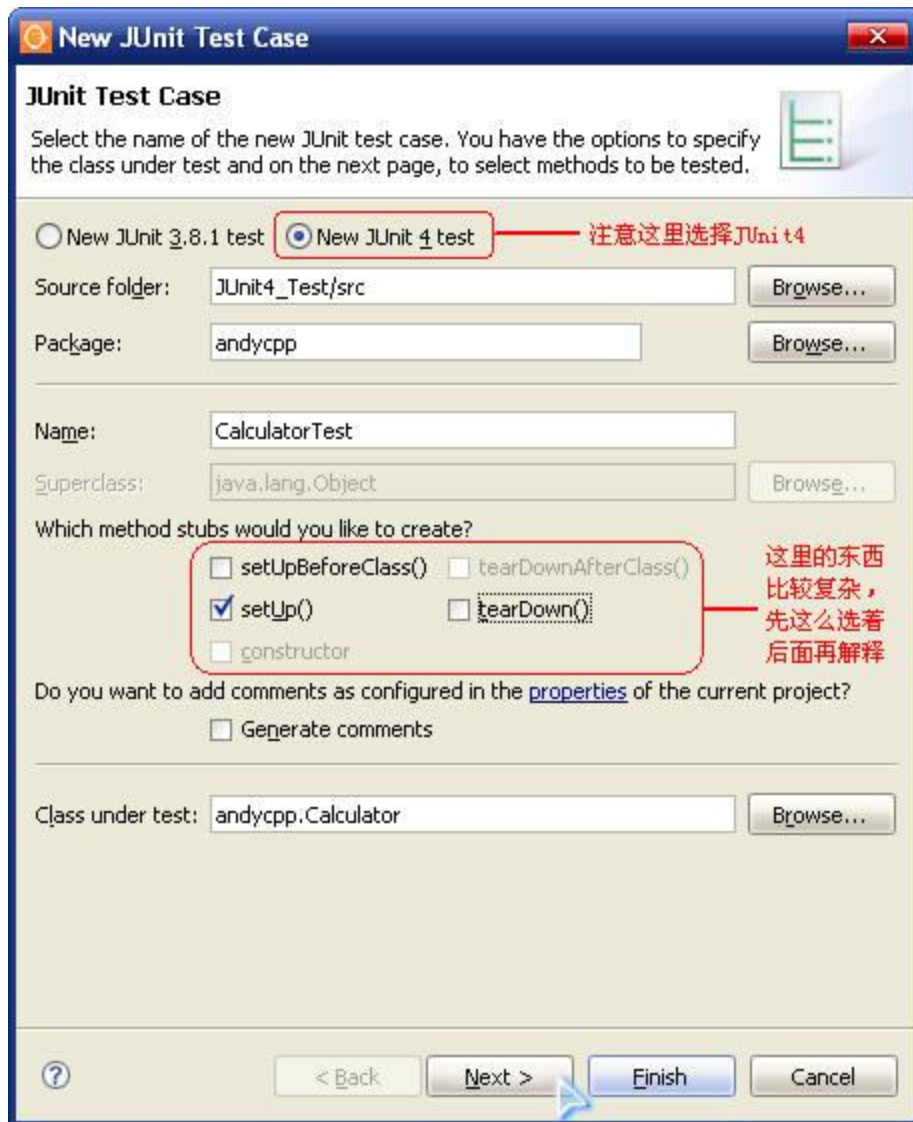 New JUnit Test Case
JUnit Test Case
Select the name of the new JUnit test case. You have the options to specify
the class under test and on the next page, to select methods to be tested.
New JUnit 3.8.1 test
New JUnit 4 test
注意这里选择JUnit4
Source folder:
JUnit4_Test/src
Browse...
Package:
andycpp
Browse...
Name:
CalculatorTest
Superclass:
java.lang.Object
Browse...
Which method stubs would you like to create?
setUpBeforeClass()
tearDownAfterClass()
setUp()
tearDown()
constructor
这里的东西
比较复杂，
先这么选着
后面再解释
Do you want to add comments as configured in the properties of the current project?
Generate comments
Class under test:
andycpp.Calculator
Browse...
?
< Back
Next >
Finish
Cancel